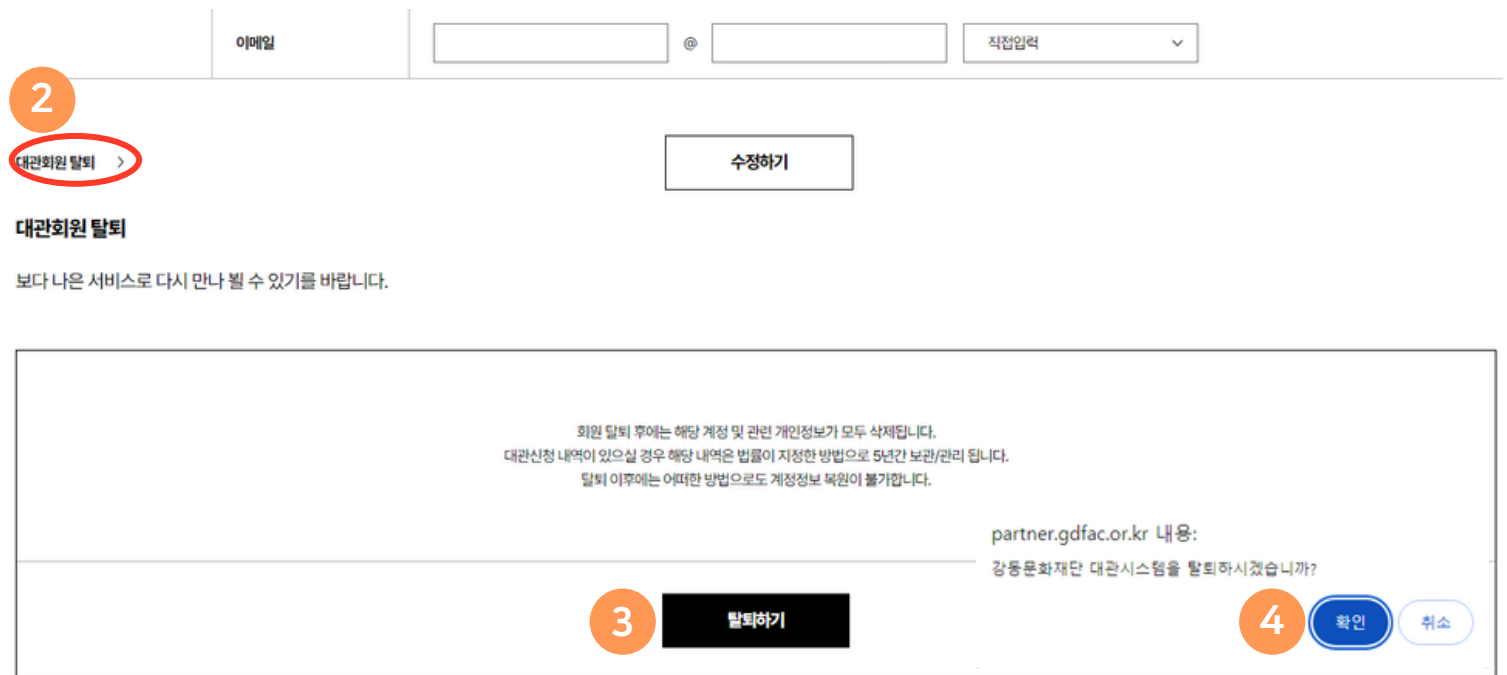 이메일
@
직접입력
2
대관회원 탈퇴 >
수정하기
대관회원 탈퇴
보다 나은 서비스로 다시 만나 뵐 수 있기를 바랍니다.
회원 탈퇴 후에는 해당 계정 및 관련 개인정보가 모두 삭제됩니다.
대관신청 내역이 있으실 경우 해당 내역은 법률이 지정한 방법으로 5년간 보관/관리 됩니다.
탈퇴 이후에는 어떠한 방법으로도 계정정보 복원이 불가합니다.
partner.gdfac.or.kr 내용:
강동문화재단 대관시스템을 탈퇴하시겠습니까?
3
탈퇴하기
4
확인
취소